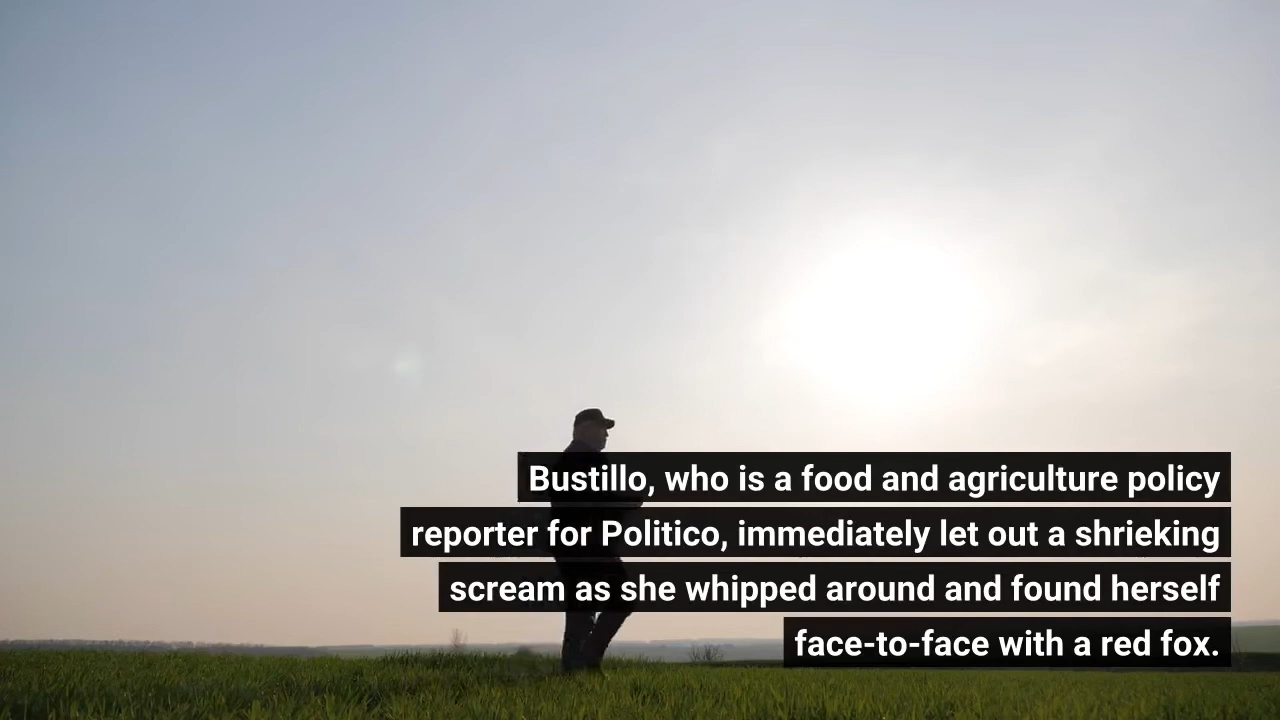 Bustillo, who is a food and agriculture policy
reporter for Politico, immediately let out a shrieking
scream as she whipped around and found herself
face-to-face with a red fox.